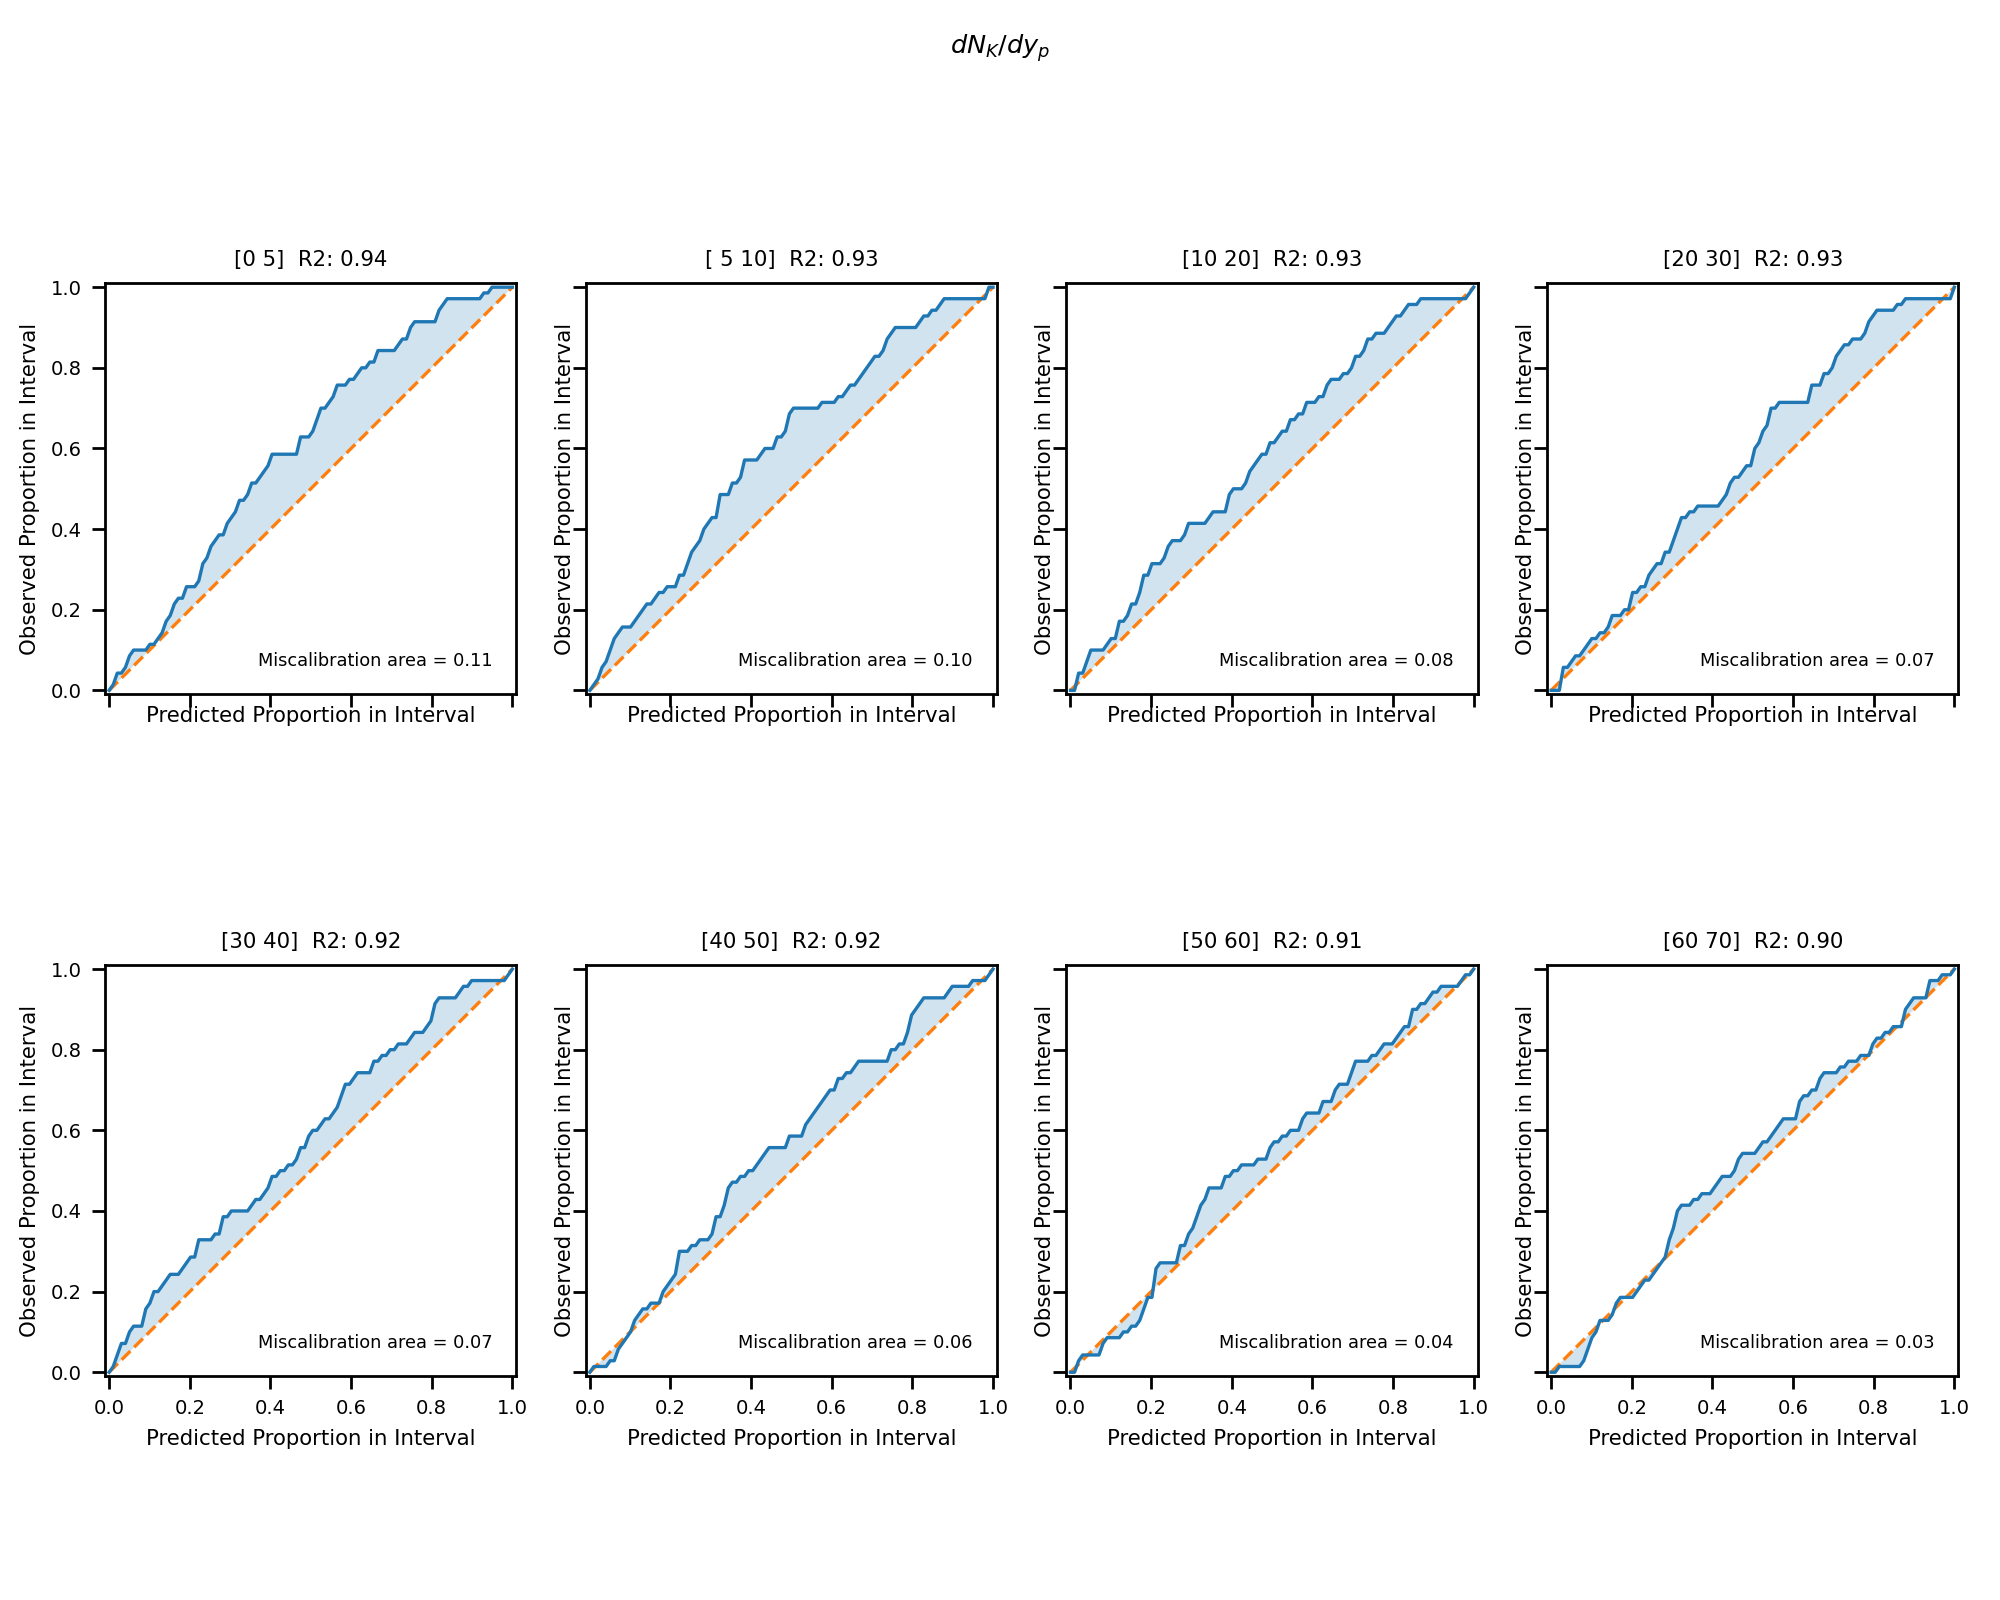 dN_K/dy_p
[0 5]  R2: 0.94
[ 5 10]  R2: 0.93
[10 20]  R2: 0.93
[20 30]  R2: 0.93
1.0
0.8
0.6
0.4
0.2
0.0
Observed Proportion in Interval
Observed Proportion in Interval
Observed Proportion in Interval
Observed Proportion in Interval
Miscalibration area = 0.11
Miscalibration area = 0.10
Miscalibration area = 0.08
Miscalibration area = 0.07
Predicted Proportion in Interval
Predicted Proportion in Interval
Predicted Proportion in Interval
Predicted Proportion in Interval
[30 40]  R2: 0.92
[40 50]  R2: 0.92
[50 60]  R2: 0.91
[60 70]  R2: 0.90
1.0
0.8
0.6
0.4
0.2
0.0
Observed Proportion in Interval
Observed Proportion in Interval
Observed Proportion in Interval
Observed Proportion in Interval
Miscalibration area = 0.07
Miscalibration area = 0.06
Miscalibration area = 0.04
Miscalibration area = 0.03
0.0 0.2 0.4 0.6 0.8 1.0
0.0 0.2 0.4 0.6 0.8 1.0
0.0 0.2 0.4 0.6 0.8 1.0
0.0 0.2 0.4 0.6 0.8 1.0
Predicted Proportion in Interval
Predicted Proportion in Interval
Predicted Proportion in Interval
Predicted Proportion in Interval